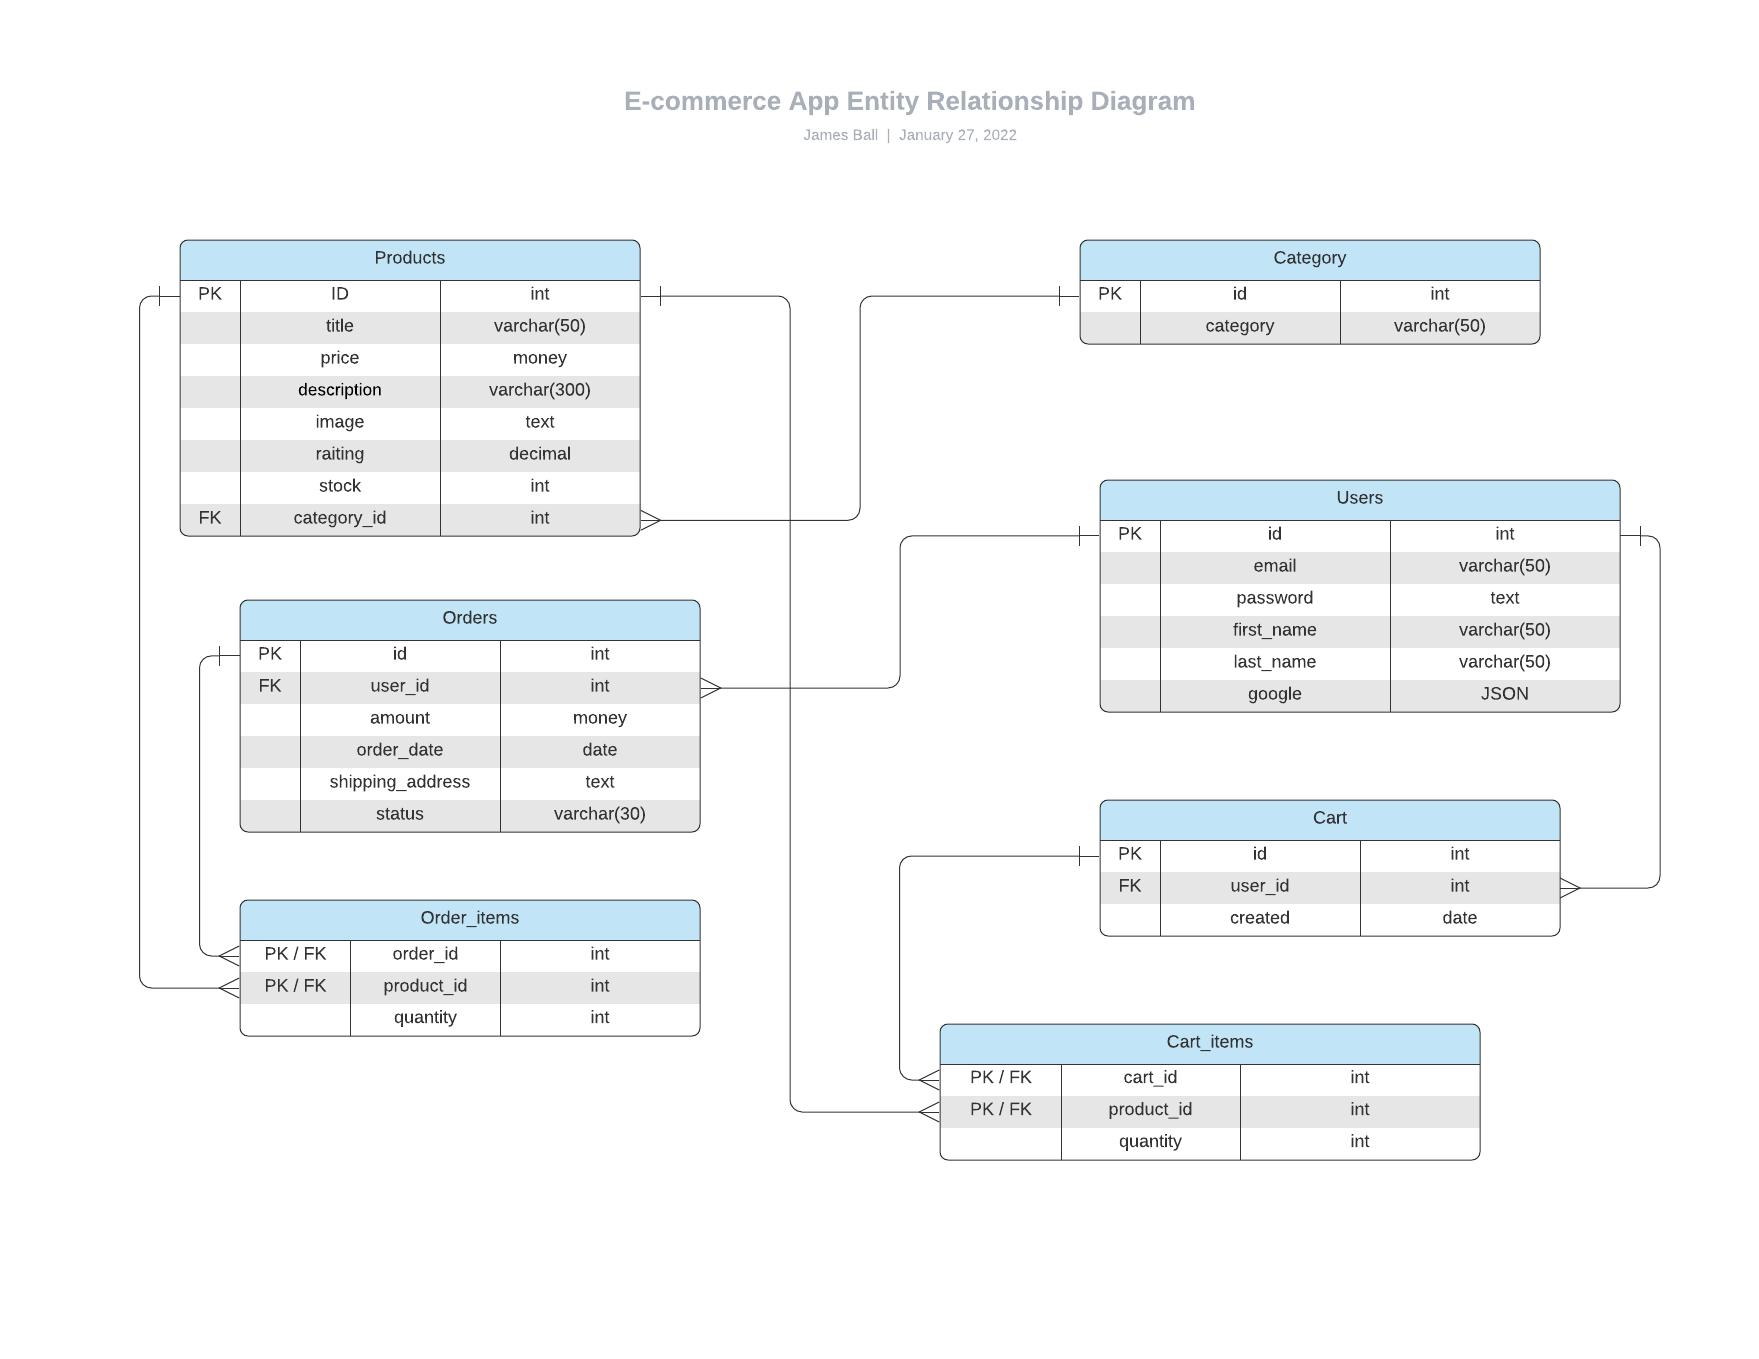 E-commerce App Entity Relationship Diagram
James Ball | January 27, 2022
Products
PK ID int
title varchar(50)
price money
description varchar(300)
image text
raiting decimal
stock int
FK category_id int
Category
PK id int
category varchar(50)
Users
PK id int
email varchar(50)
password text
first_name varchar(50)
last_name varchar(50)
google JSON
Orders
PK id int
FK user_id int
amount money
order_date date
shipping_address text
status varchar(30)
Cart
PK id int
FK user_id int
created date
Order_items
PK / FK order_id int
PK / FK product_id int
quantity int
Cart_items
PK / FK cart_id int
PK / FK product_id int
quantity int